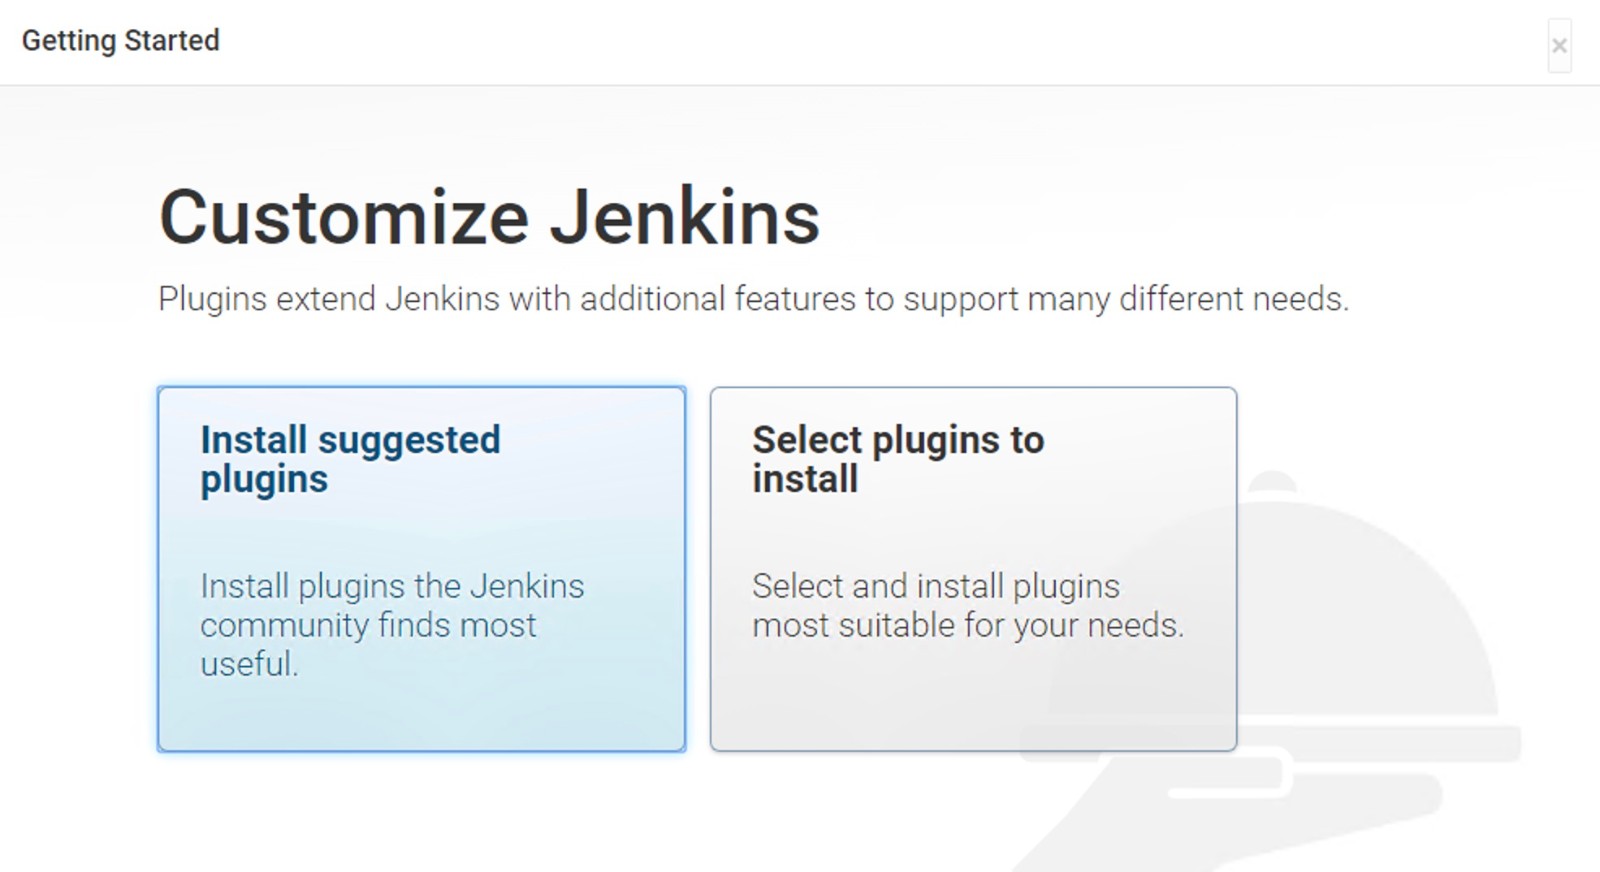 Getting Started
×
Customize Jenkins
Plugins extend Jenkins with additional features to support many different needs.
Install suggested
plugins
Install plugins the Jenkins
community finds most
useful.
Select plugins to
install
Select and install plugins
most suitable for your needs.